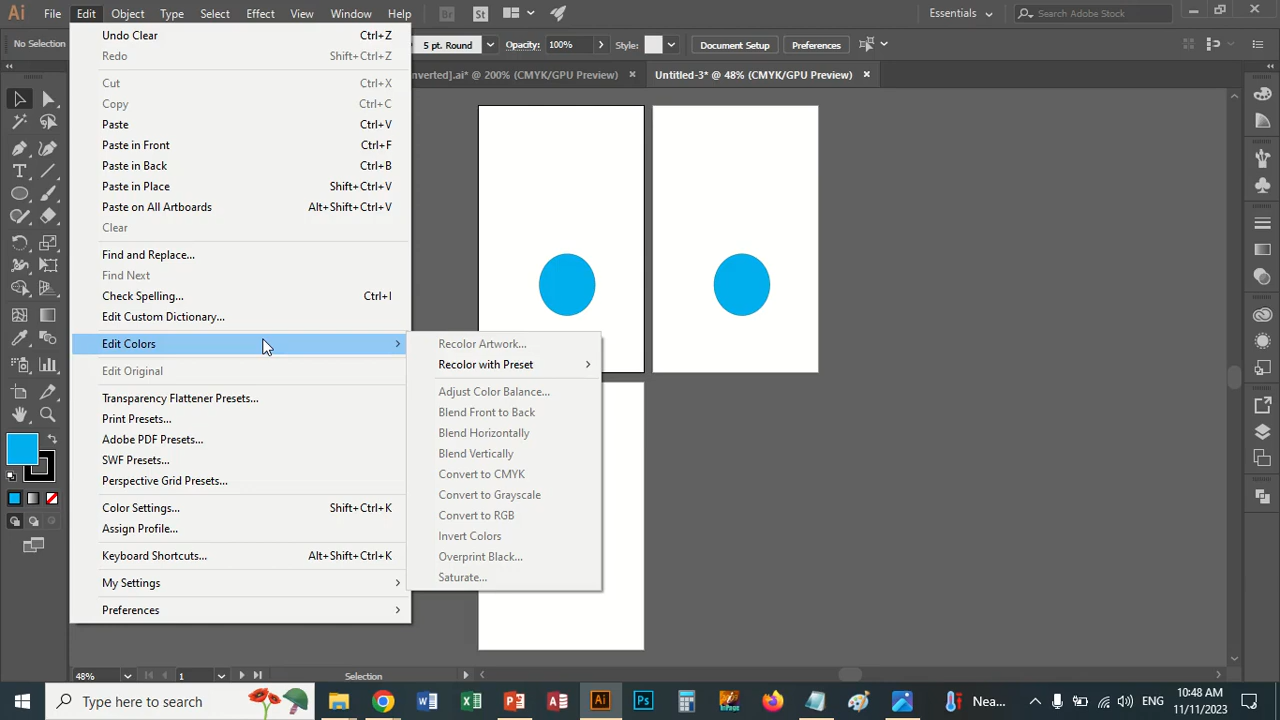 Ai File Edit Object Type Select Effect View Window Help Br St Essentials Search Adobe Stock
No Selection 5 pt. Round Opacity: 100% Style: Document Setup Preferences
nverted].ai* @ 200% (CMYK/GPU Preview) Untitled-3* @ 48% (CMYK/GPU Preview)
Undo Clear Ctrl+Z
Redo Shift+Ctrl+Z
Cut Ctrl+X
Copy Ctrl+C
Paste Ctrl+V
Paste in Front Ctrl+F
Paste in Back Ctrl+B
Paste in Place Shift+Ctrl+V
Paste on All Artboards Alt+Shift+Ctrl+V
Clear
Find and Replace...
Find Next
Check Spelling... Ctrl+I
Edit Custom Dictionary...
Edit Colors
Edit Original
Transparency Flattener Presets...
Print Presets...
Adobe PDF Presets...
SWF Presets...
Perspective Grid Presets...
Color Settings... Shift+Ctrl+K
Assign Profile...
Keyboard Shortcuts... Alt+Shift+Ctrl+K
My Settings
Preferences
Recolor Artwork...
Recolor with Preset
Adjust Color Balance...
Blend Front to Back
Blend Horizontally
Blend Vertically
Convert to CMYK
Convert to Grayscale
Convert to RGB
Invert Colors
Overprint Black...
Saturate...
48% 1 Selection
Type here to search Ai Ps Nea... ENG 10:48 AM
11/11/2023